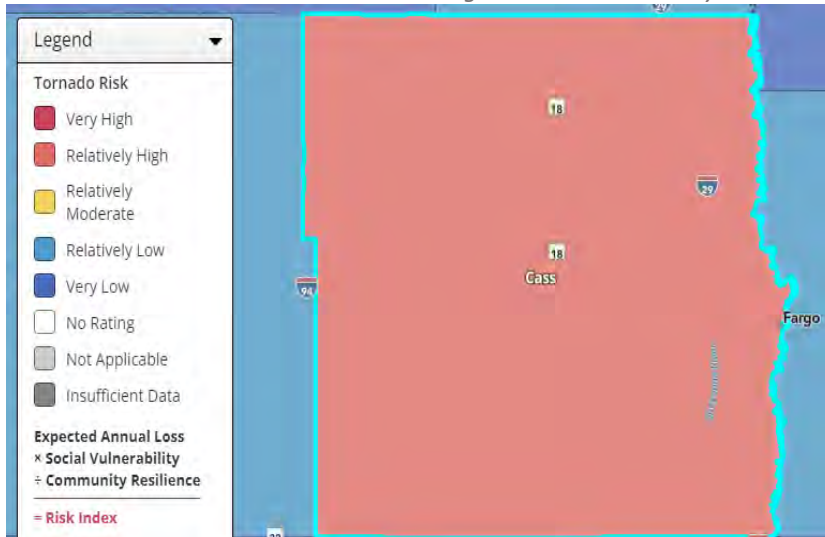 29
Legend
Tornado Risk
Very High
Relatively High
Relatively
Moderate
Relatively Low
Very Low
No Rating
Not Applicable
Insufficient Data
Expected Annual Loss
× Social Vulnerability
÷ Community Resilience
= Risk Index
18
29
18
Cass
94
Fargo